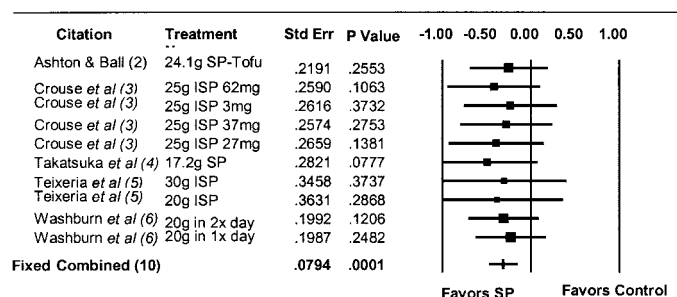 Citation Treatment Std Err P Value -1.00 -0.50 0.50 1.00
Ashton & Ball (2) 24.1g SP-Tofu .2191 .2553
Crouse et al (3) 25g ISP 62mg .2590 .1063
Crouse et al (3) 25g ISP 3mg .2616 .3732
Crouse et al (3) 25g ISP 37mg .2574 .2753
Crouse et al (3) 25g ISP 27mg .2659 .1381
Takatsuka et al (4) 17.2g SP .2821 .0777
Teixeria et al (5) 30g ISP .3458 .3737
Teixeria et al (5) 20g ISP .3631 .2868
Washburn et al (6) 20g in 2x day .1992 .1206
Washburn et al (6) 20g in 1x day .1987 .2482
Fixed Combined (10) .0794 .0001
Favors SP Favors Control